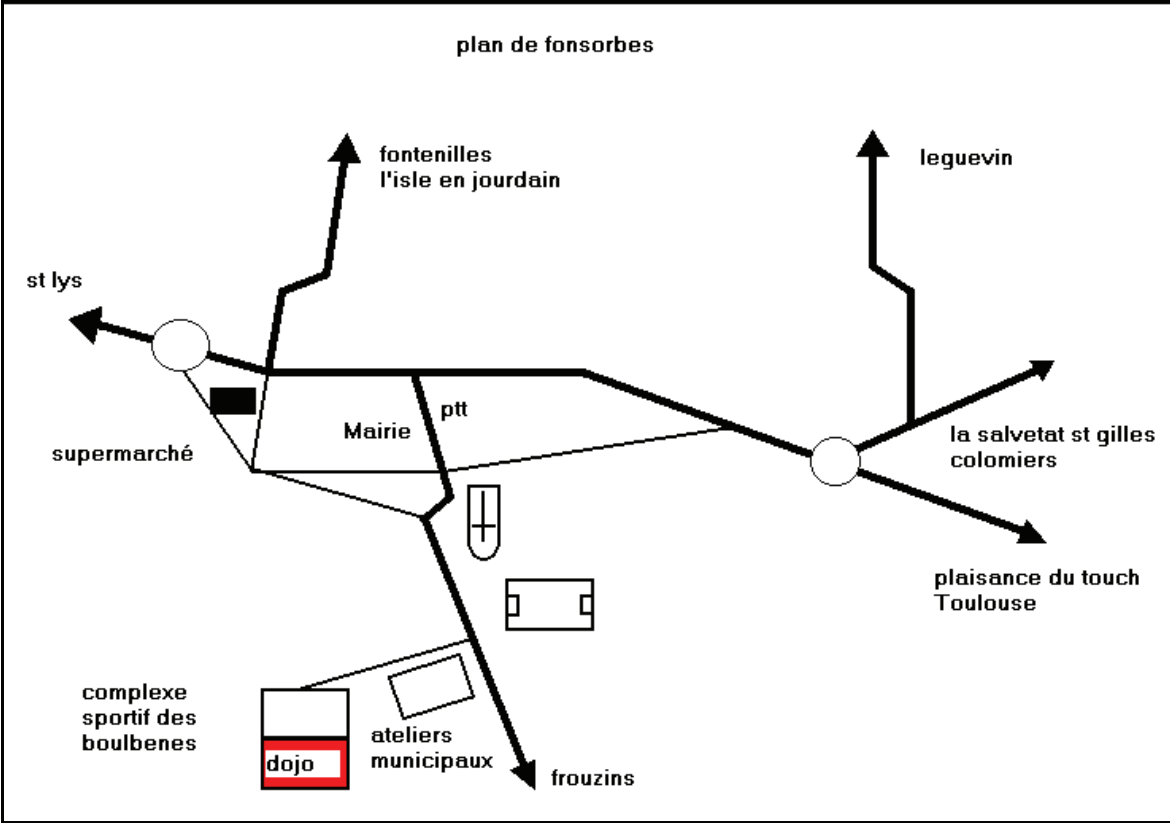 plan de fonsorbes
fontenilles
l'isle en jourdain
leguevin
st lys
ptt
Mairie
supermarché
la salvetat st gilles
colomiers
plaisance du touch
Toulouse
complexe
sportif des
boulbenes
ateliers
municipaux
dojo
frouzins